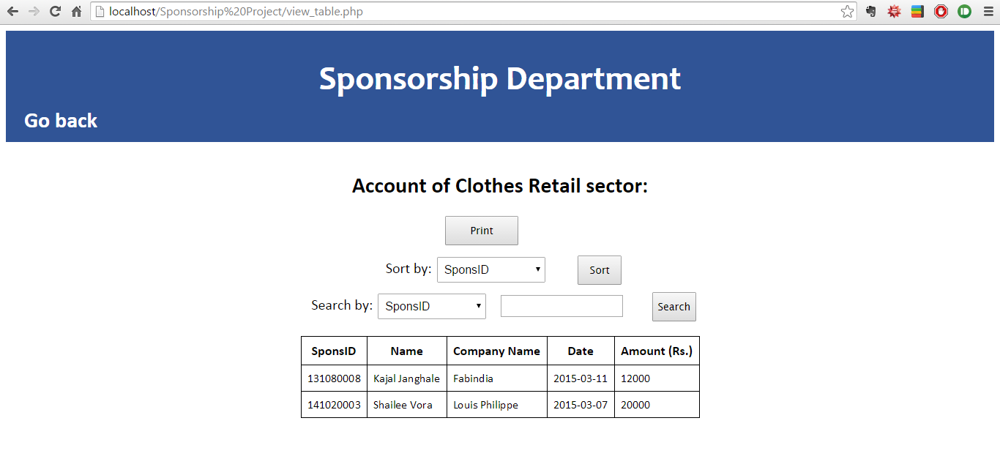 localhost/Sponsorship%20Project/view_table.php
Sponsorship Department
Go back
Account of Clothes Retail sector:
Print
Sort by: SponsID Sort
Search by: SponsID Search
SponsID Name Company Name Date Amount (Rs.)
131080008 Kajal Janghale Fabindia 2015-03-11 12000
141020003 Shailee Vora Louis Philippe 2015-03-07 20000